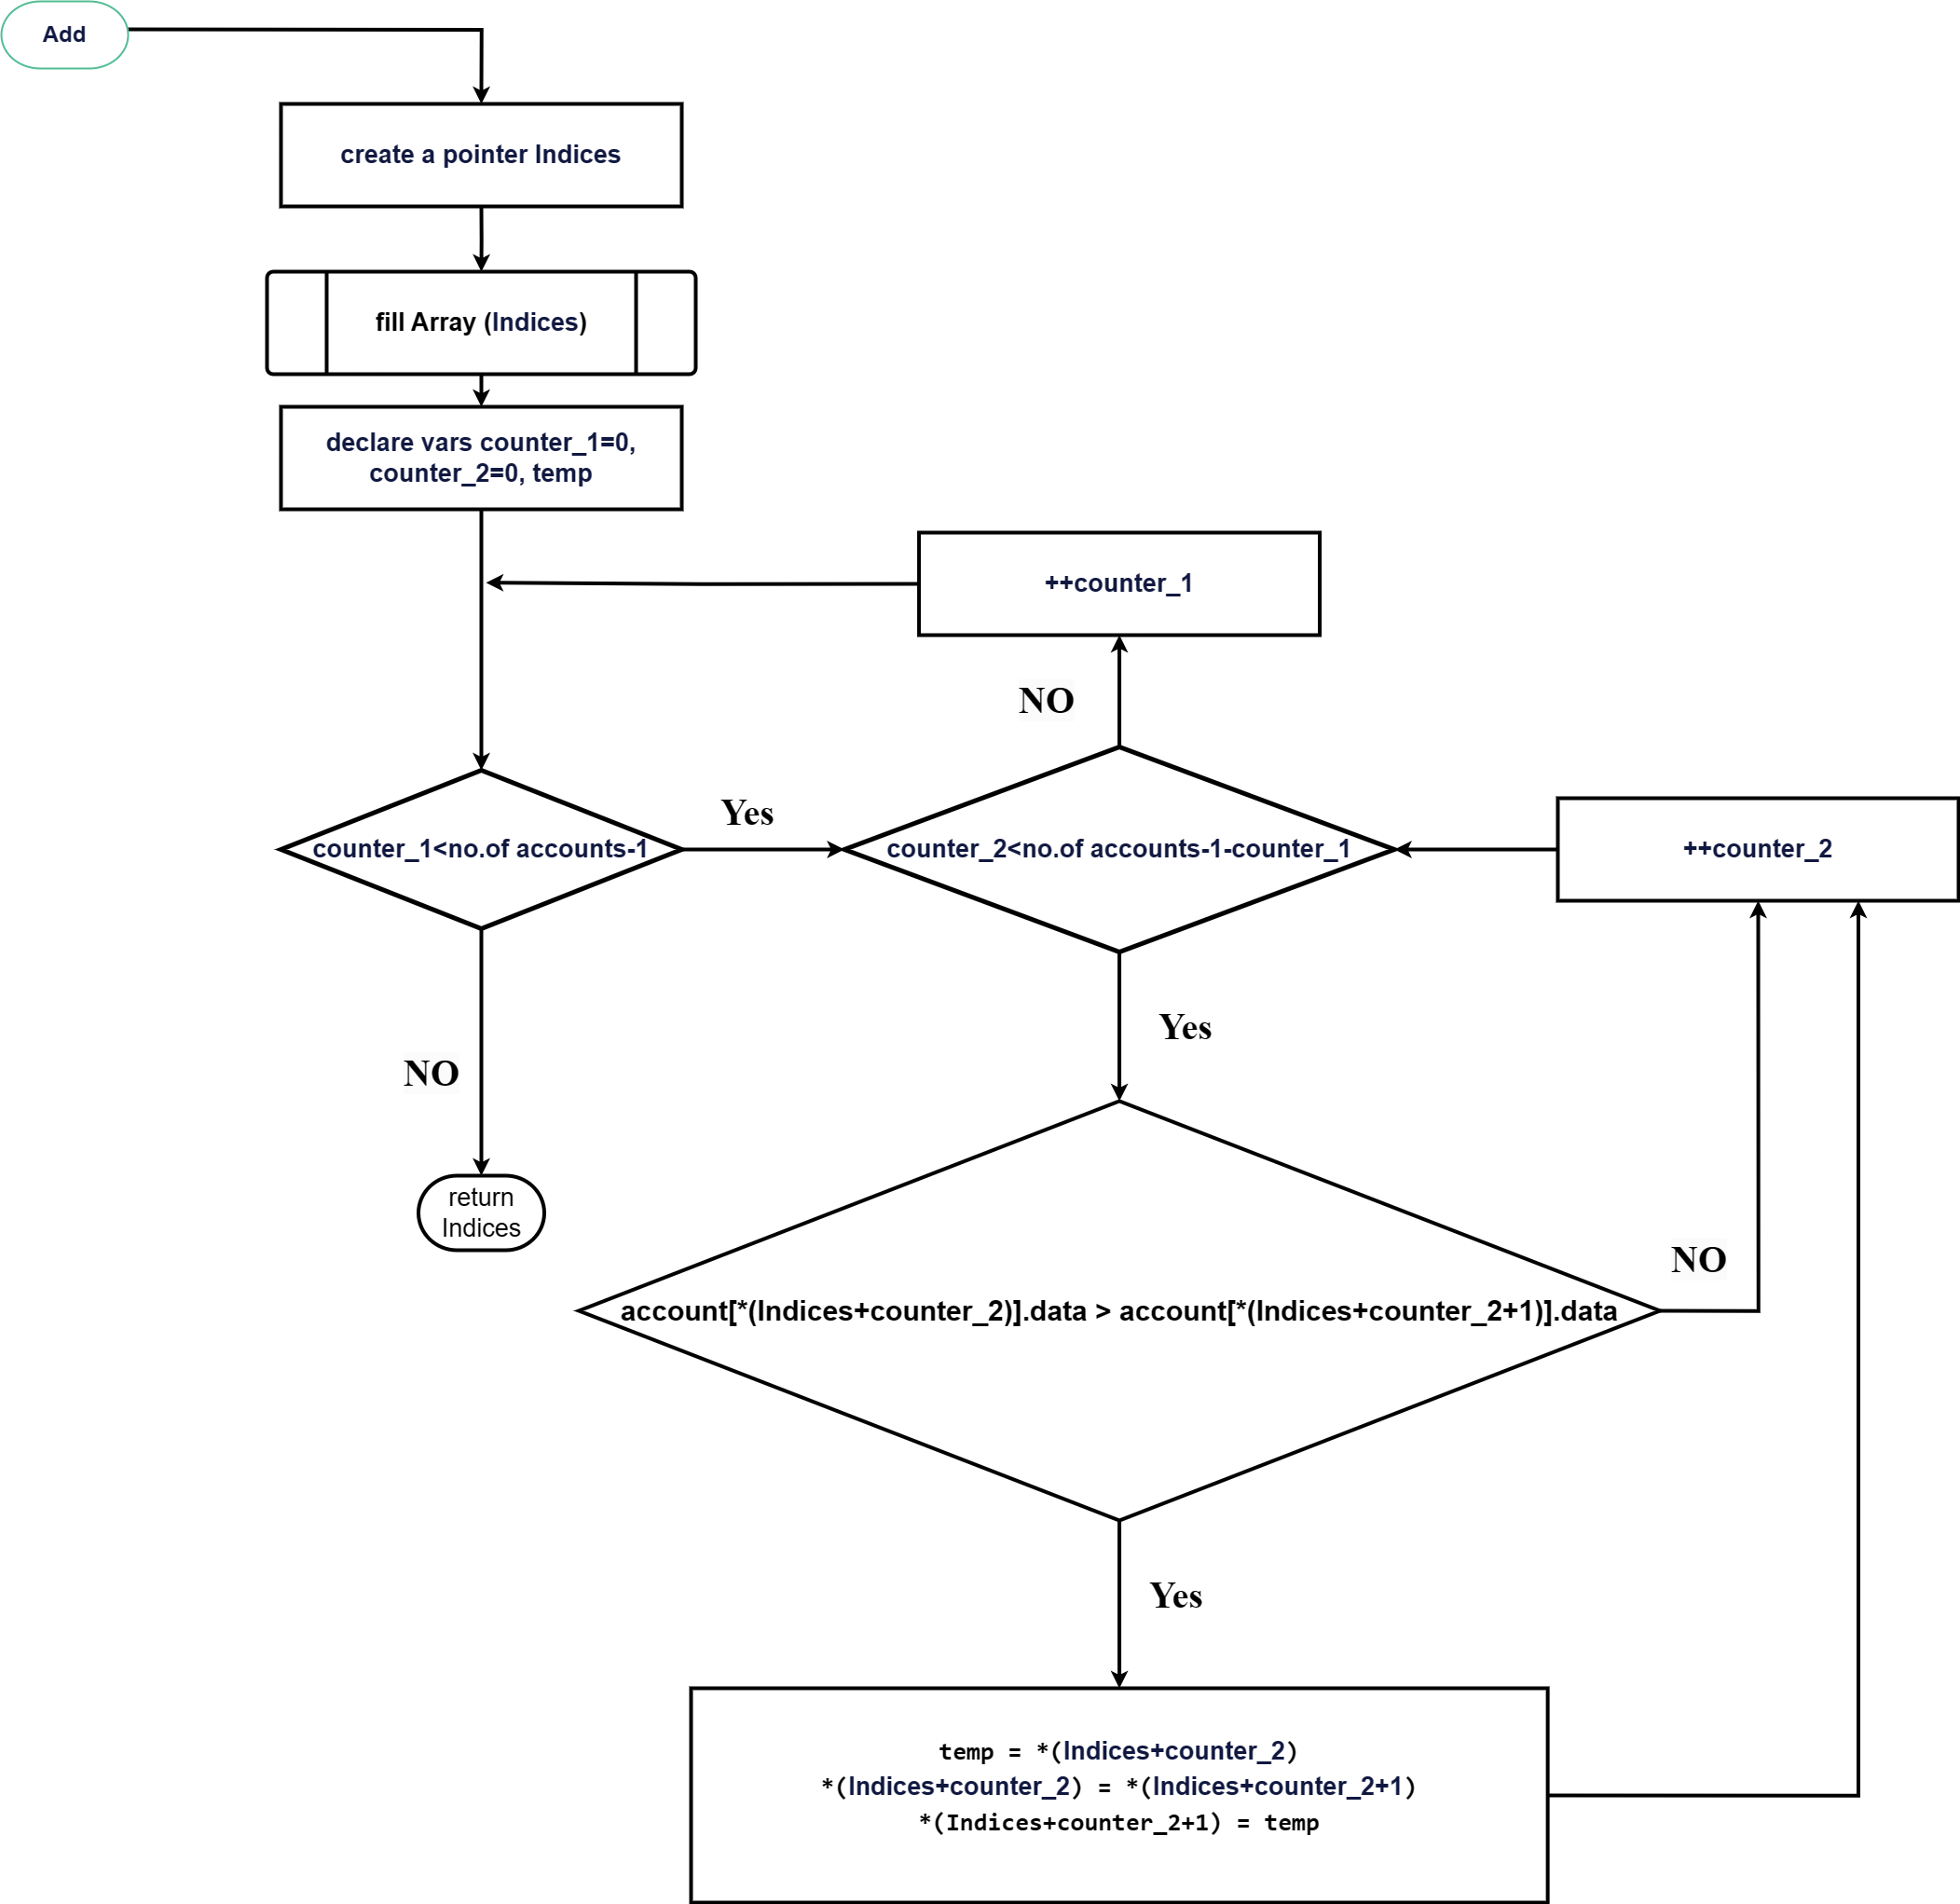 Add
create a pointer Indices
fill Array (Indices)
declare vars counter_1=0,
counter_2=0, temp
++counter_1
NO
counter_1<no.of accounts-1
Yes
counter_2<no.of accounts-1-counter_1
++counter_2
Yes
NO
return
Indices
account[*(Indices+counter_2)].data > account[*(Indices+counter_2+1)].data
NO
Yes
temp = *(Indices+counter_2)
*(Indices+counter_2) = *(Indices+counter_2+1)
*(Indices+counter_2+1) = temp